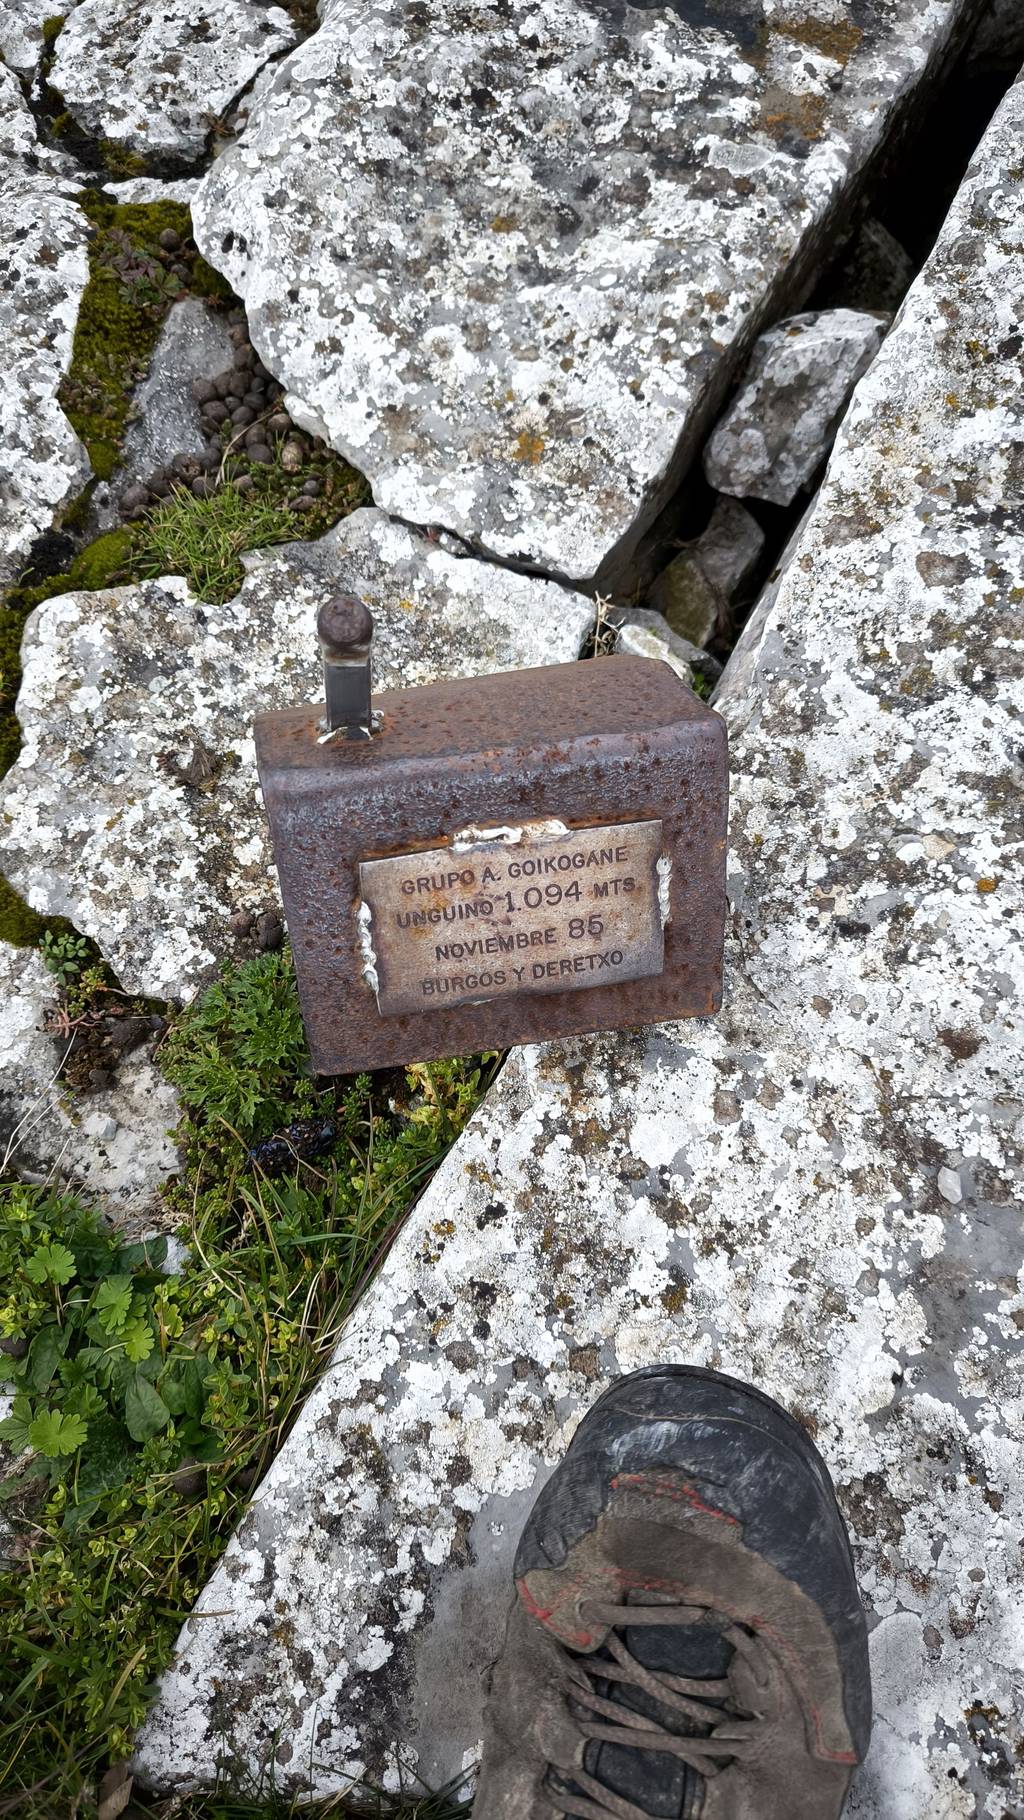 GRUPO A. GOIKOGANE
UNGUINO 1.094 MTS
NOVIEMBRE 85
BURGOS Y DERETXO